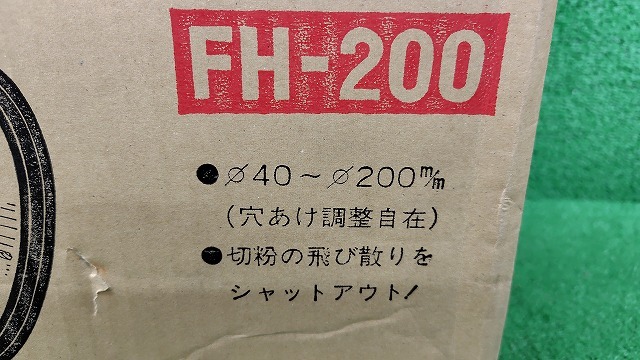 FH-200
● ⌀40～⌀200㎜
(穴あけ調整自在)
● 切粉の飛び散りを
シャットアウト!